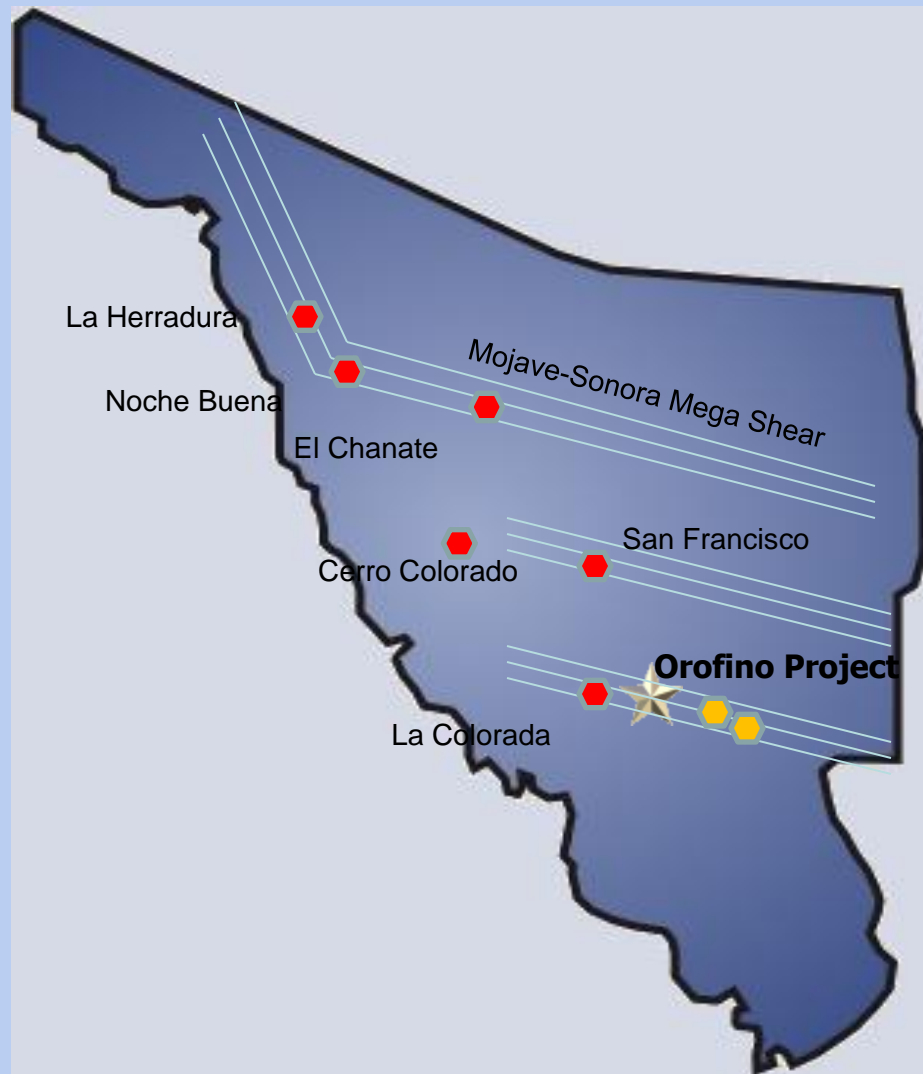 La Herradura
Mojave-Sonora Mega Shear
Noche Buena
El Chanate
San Francisco
Cerro Colorado
Orofino Project
La Colorada